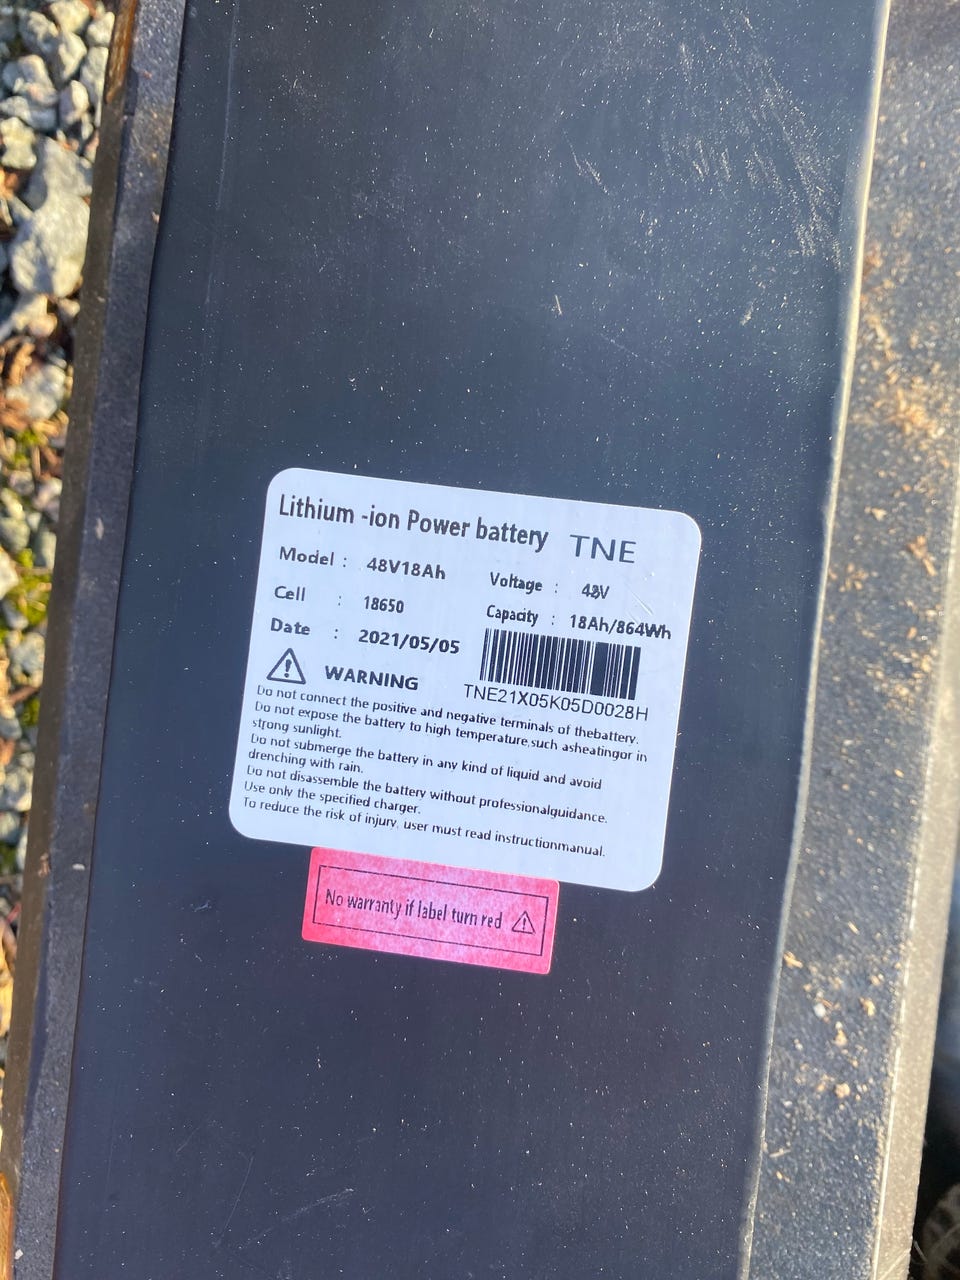 Lithium -ion Power battery TNE
Model : 48V18Ah Voltage : 48V
Cell : 18650 Capacity : 18Ah/864Wh
Date : 2021/05/05
TNE21X05K05D0028H
WARNING
Do not connect the positive and negative terminals of thebattery.
Do not expose the battery to high temperature,such asheatingor in
strong sunlight.
Do not submerge the battery in any kind of liquid and avoid
drenching with rain.
Do not disassemble the battery without professionalguidance.
Use only the specified charger.
To reduce the risk of injury, user must read instructionmanual.
No warranty if label turn red